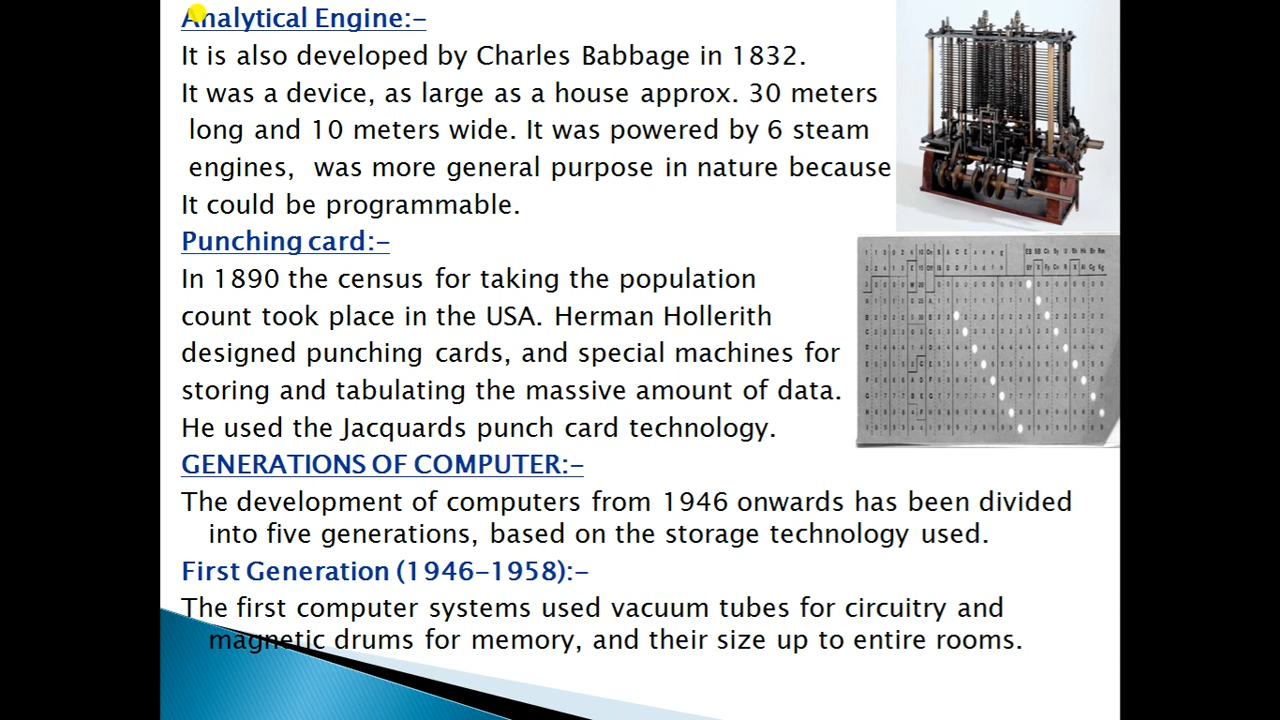 Analytical Engine:-
It is also developed by Charles Babbage in 1832.
It was a device, as large as a house approx. 30 meters
long and 10 meters wide. It was powered by 6 steam
engines,  was more general purpose in nature because
It could be programmable.
Punching card:-
In 1890 the census for taking the population
count took place in the USA. Herman Hollerith
designed punching cards, and special machines for
storing and tabulating the massive amount of data.
He used the Jacquards punch card technology.
GENERATIONS OF COMPUTER:-
The development of computers from 1946 onwards has been divided
into five generations, based on the storage technology used.
First Generation (1946-1958):-
The first computer systems used vacuum tubes for circuitry and
magnetic drums for memory, and their size up to entire rooms.